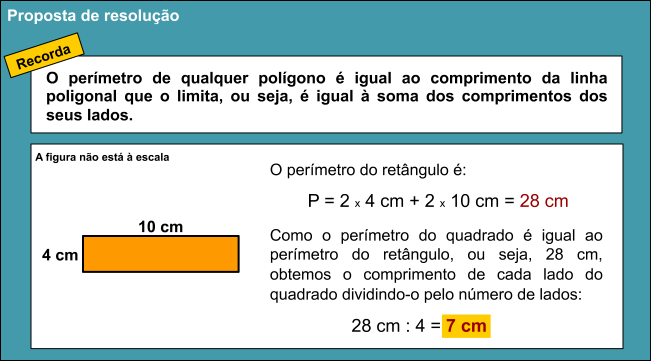 Proposta de resolução
Recorda
O perímetro de qualquer polígono é igual ao comprimento da linha
poligonal que o limita, ou seja, é igual à soma dos comprimentos dos
seus lados.
A figura não está à escala
O perímetro do retângulo é:
P = 2 x 4 cm + 2 x 10 cm = 28 cm
10 cm
4 cm
Como o perímetro do quadrado é igual ao
perímetro do retângulo, ou seja, 28 cm,
obtemos o comprimento de cada lado do
quadrado dividindo-o pelo número de lados:
28 cm : 4 = 7 cm